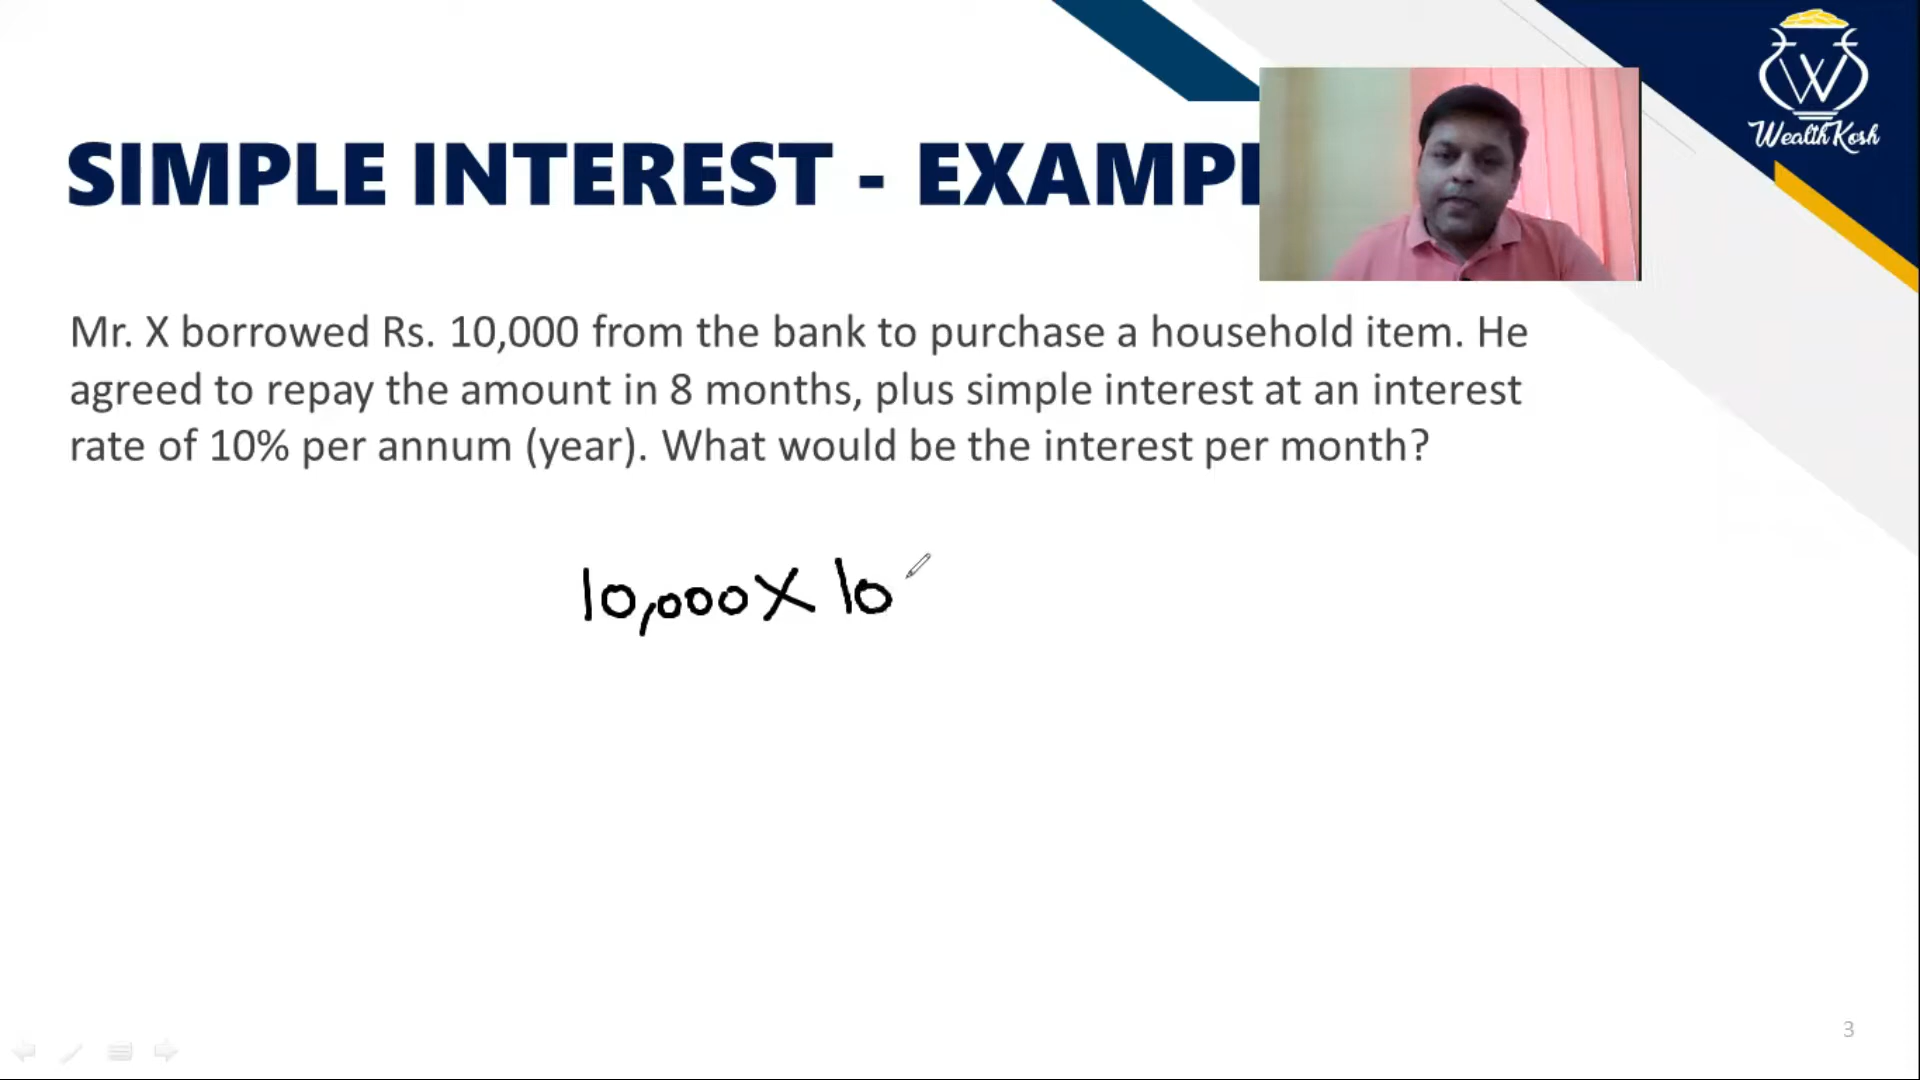 WealthKosh
SIMPLE INTEREST - EXAMPL
Mr. X borrowed Rs. 10,000 from the bank to purchase a household item. He
agreed to repay the amount in 8 months, plus simple interest at an interest
rate of 10% per annum (year). What would be the interest per month?
10,000 X 10
3